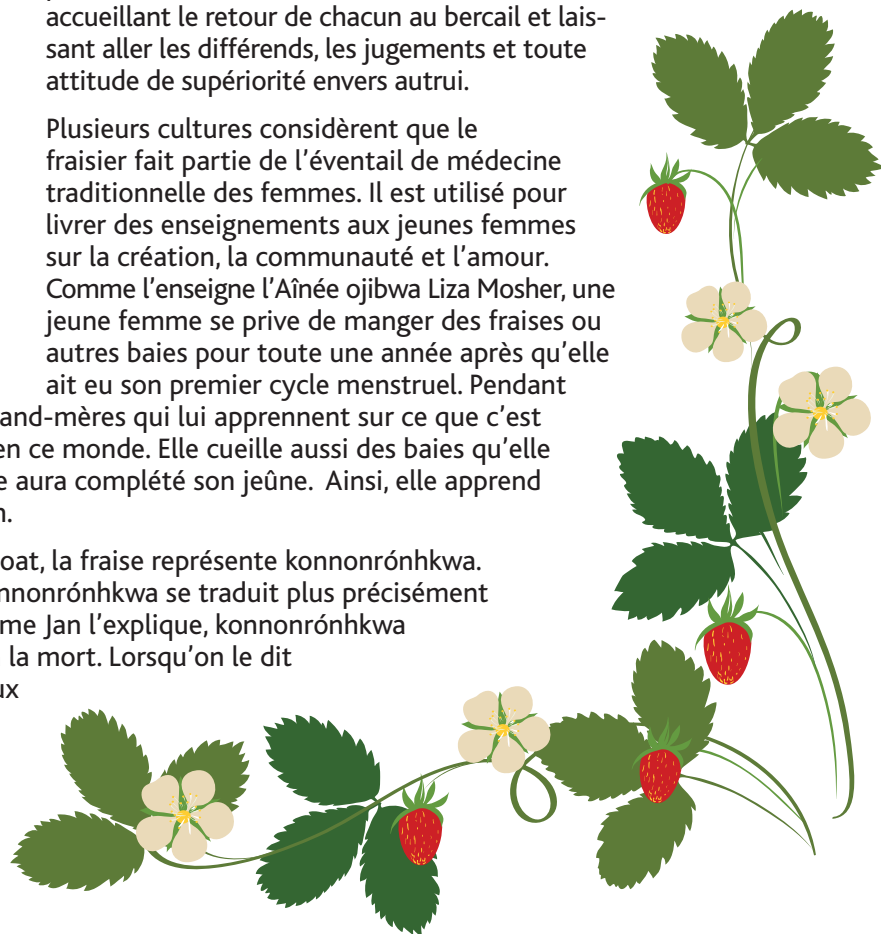 accueillant le retour de chacun au bercail et lais-
sant aller les différends, les jugements et toute
attitude de supériorité envers autrui.
Plusieurs cultures considèrent que le
fraisier fait partie de l'éventail de médecine
traditionnelle des femmes. Il est utilisé pour
livrer des enseignements aux jeunes femmes
sur la création, la communauté et l'amour.
Comme l'enseigne l'Aînée ojibwa Liza Mosher, une
jeune femme se prive de manger des fraises ou
autres baies pour toute une année après qu'elle
ait eu son premier cycle menstruel. Pendant
and-mères qui lui apprennent sur ce que c'est
en ce monde. Elle cueille aussi des baies qu'elle
e aura complété son jeûne. Ainsi, elle apprend
oat, la fraise représente konnonrónhkwa.
nnonrónhkwa se traduit plus précisément
me Jan l'explique, konnonrónhkwa
la mort. Lorsqu'on le dit
ux